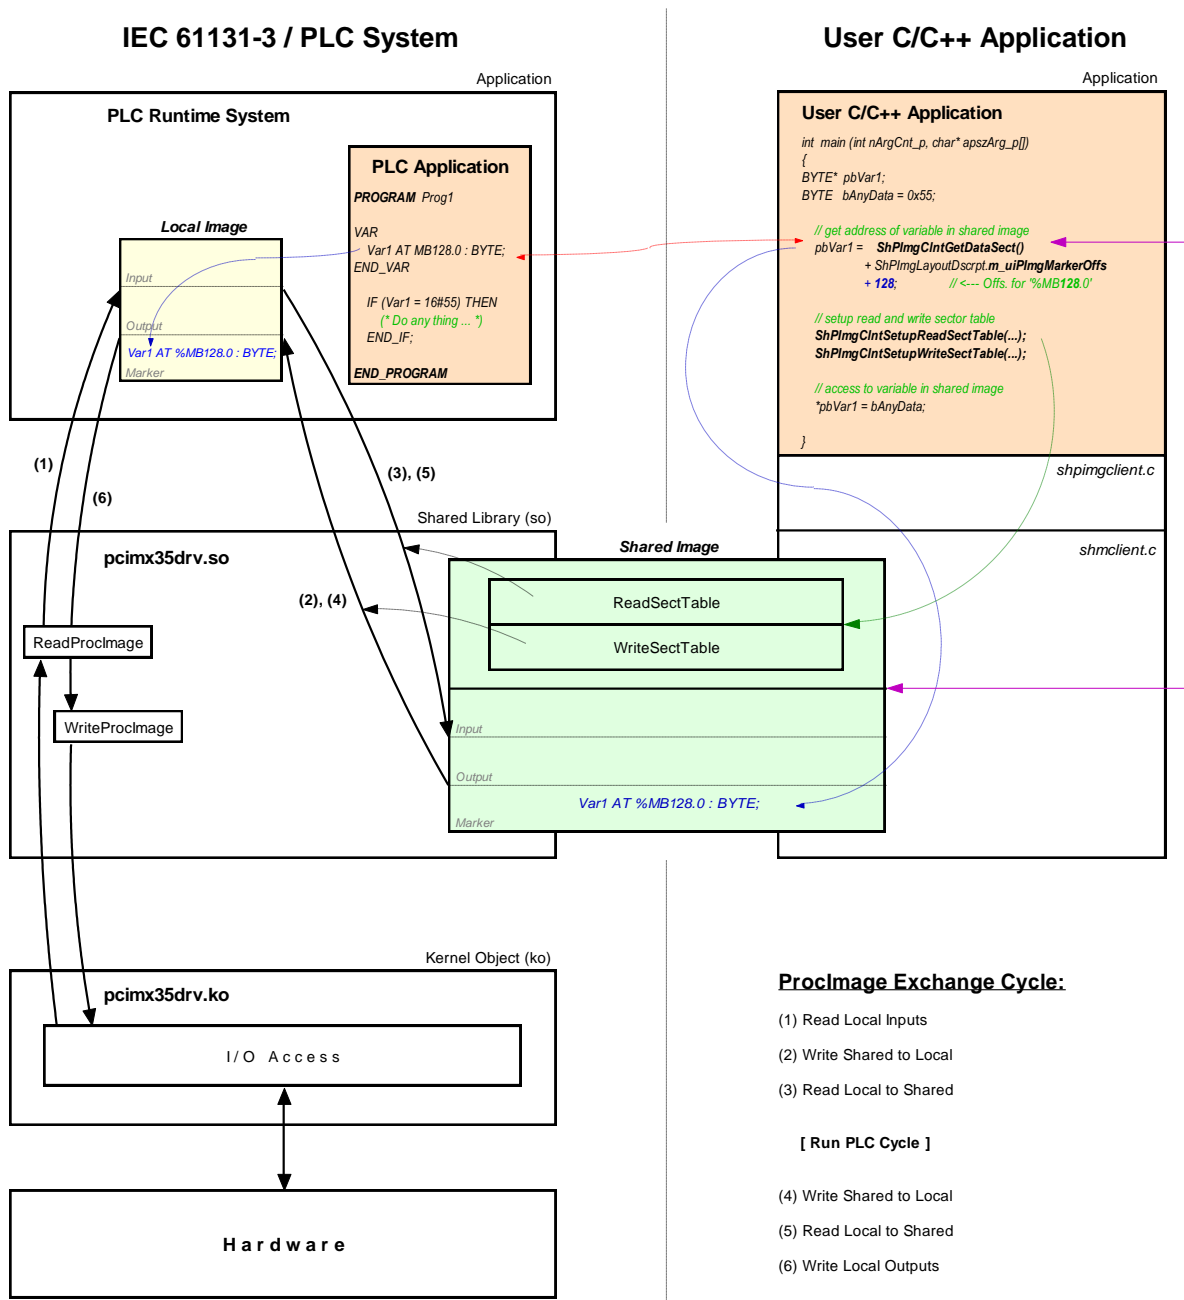 IEC 61131-3 / PLC System
User C/C++ Application
Application
PLC Runtime System
PLC Application
PROGRAM Prog1
VAR
Var1 AT MB128.0 : BYTE;
END_VAR
IF (Var1 = 16#55) THEN
(* Do any thing ... *)
END_IF;
END_PROGRAM
Local Image
Input
Output
Var1 AT %MB128.0 : BYTE;
Marker
Application
User C/C++ Application
int main (int nArgCnt_p, char* apszArg_p[])
{
BYTE* pbVar1;
BYTE bAnyData = 0x55;
// get address of variable in shared image
pbVar1 = ShPImgClntGetDataSect()
+ ShPImgLayoutDscrpt.m_uiPImgMarkerOffs
+ 128; // <--- Offs. for '%MB128.0'
// setup read and write sector table
ShPImgClntSetupReadSectTable(...);
ShPImgClntSetupWriteSectTable(...);
// access to variable in shared image
*pbVar1 = bAnyData;
}
shpimgclient.c
shmclient.c
(1)
(6)
(3), (5)
(2), (4)
Shared Library (so)
pcimx35drv.so
ReadProcImage
WriteProcImage
Shared Image
ReadSectTable
WriteSectTable
Input
Output
Var1 AT %MB128.0 : BYTE;
Marker
Kernel Object (ko)
pcimx35drv.ko
I/O Access
Hardware
ProcImage Exchange Cycle:
(1) Read Local Inputs
(2) Write Shared to Local
(3) Read Local to Shared
[ Run PLC Cycle ]
(4) Write Shared to Local
(5) Read Local to Shared
(6) Write Local Outputs